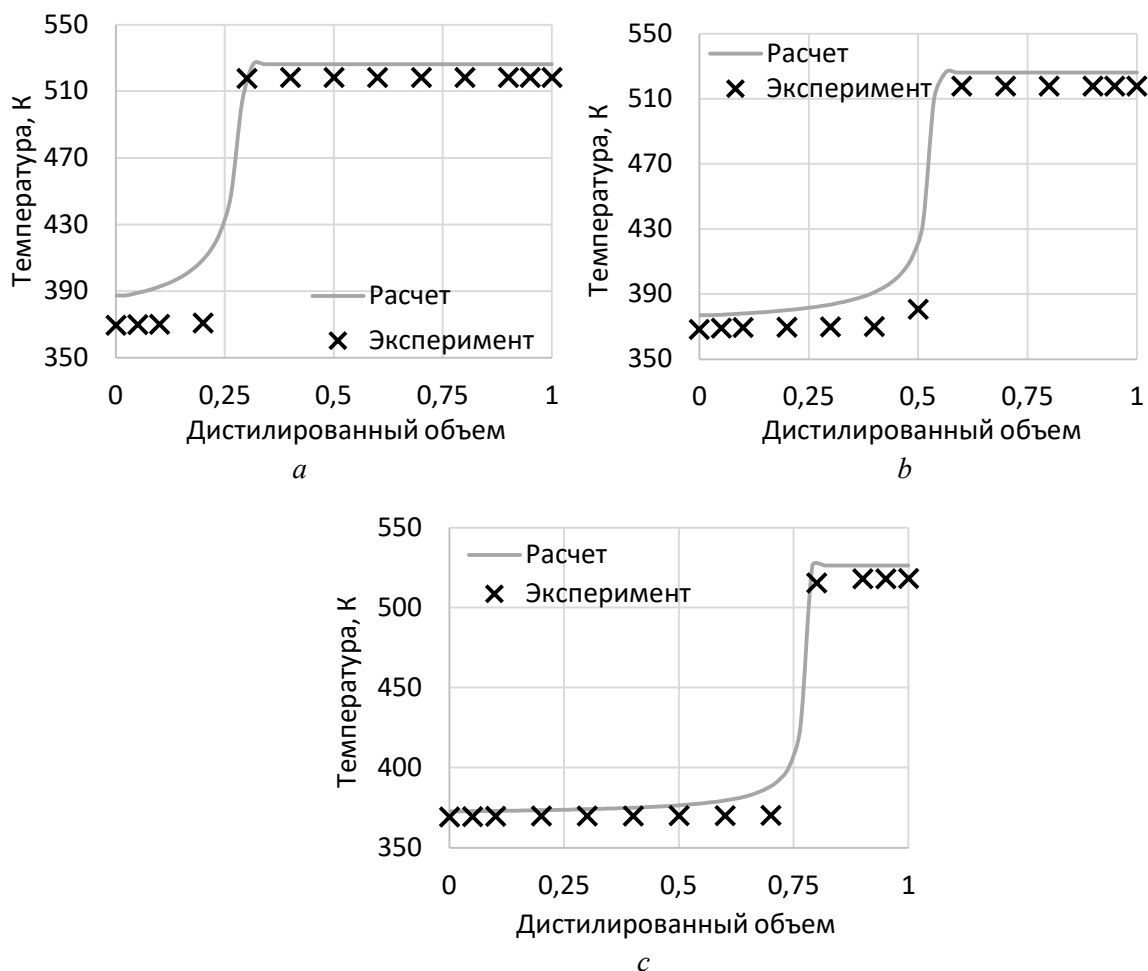 550
510
470
430
390
350
Температура, К
Расчет
Эксперимент
0 0,25 0,5 0,75 1
Дистилированный объем
a
550
510
470
430
390
350
Температура, К
Расчет
Эксперимент
0 0,25 0,5 0,75 1
Дистилированный объем
b
550
500
450
400
350
Температура, К
Расчет
Эксперимент
0 0,25 0,5 0,75 1
Дистилированный объем
c